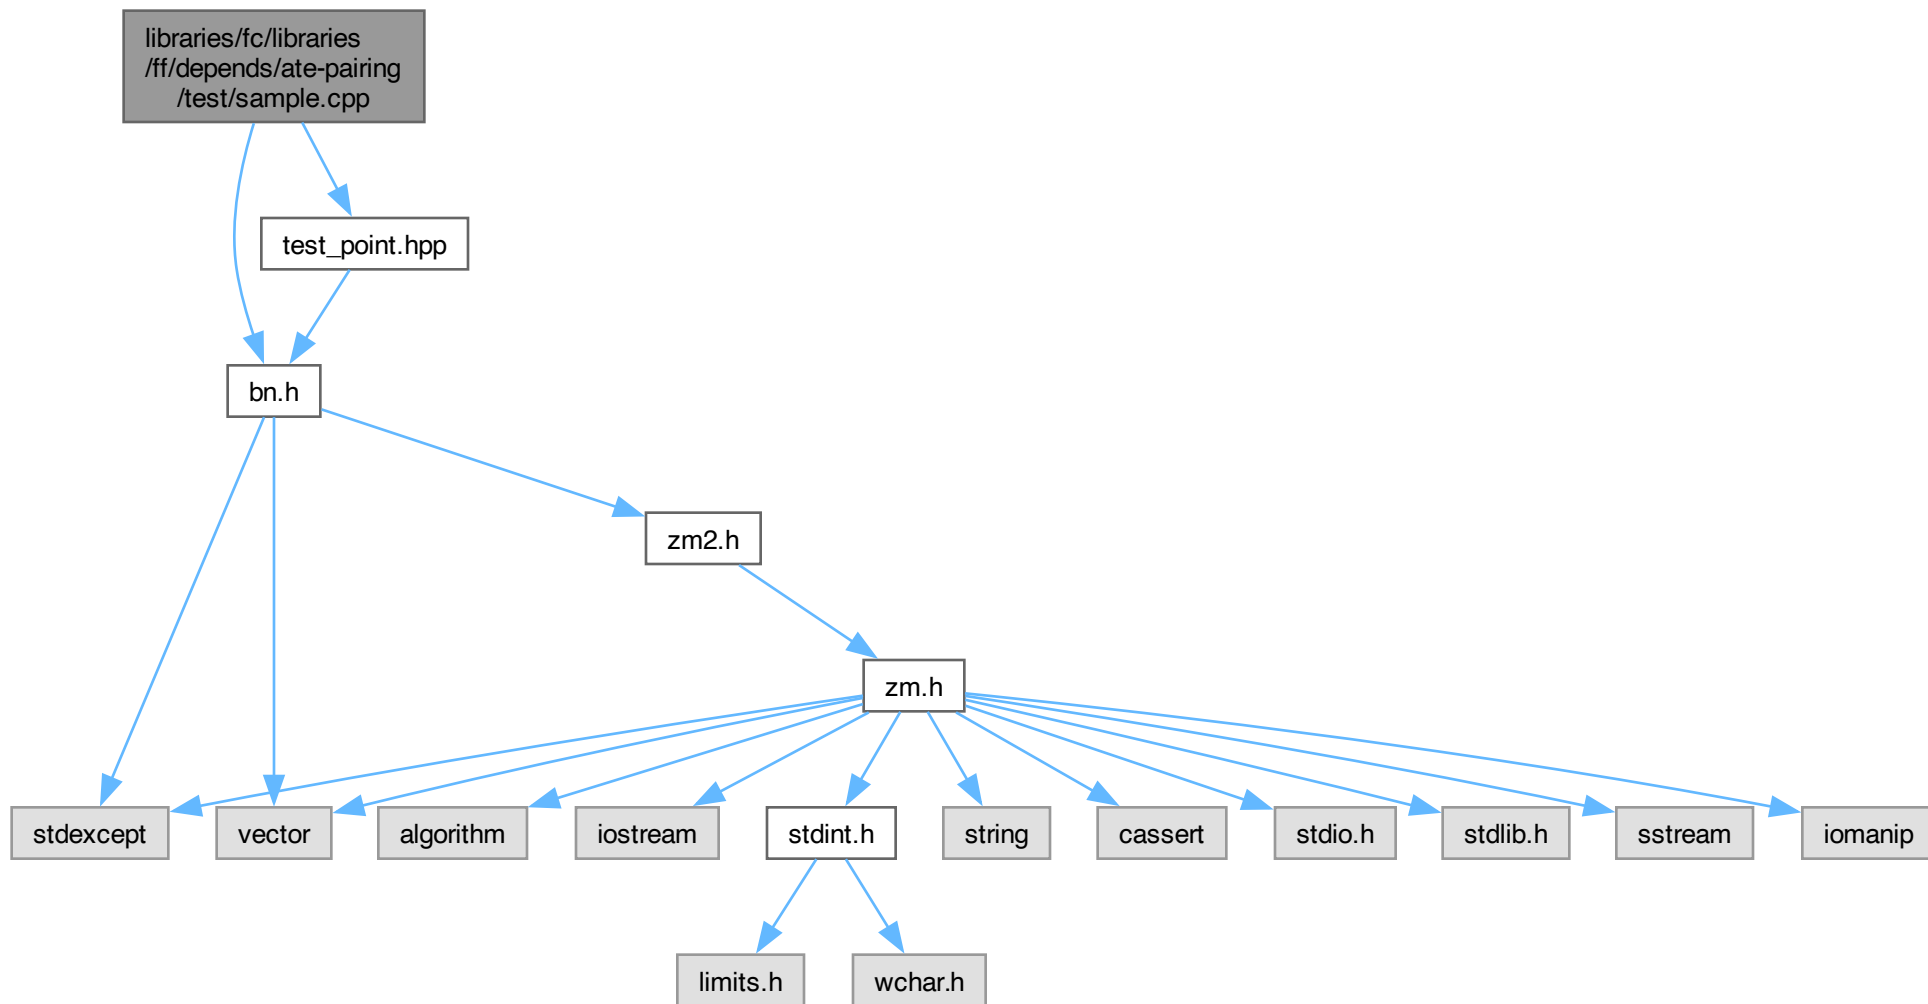 libraries/fc/libraries
/ff/depends/ate-pairing
/test/sample.cpp
test_point.hpp
bn.h
zm2.h
zm.h
stdexcept
vector
algorithm
iostream
stdint.h
string
cassert
stdio.h
stdlib.h
sstream
iomanip
limits.h
wchar.h